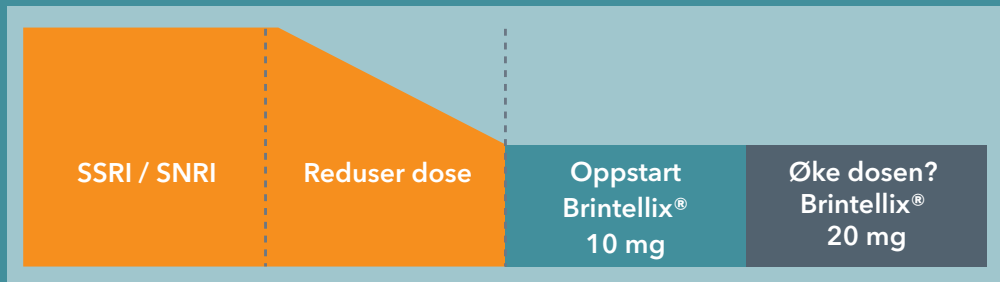 SSRI / SNRI
Reduser dose
Oppstart
Brintellix®
10 mg
Øke dosen?
Brintellix®
20 mg